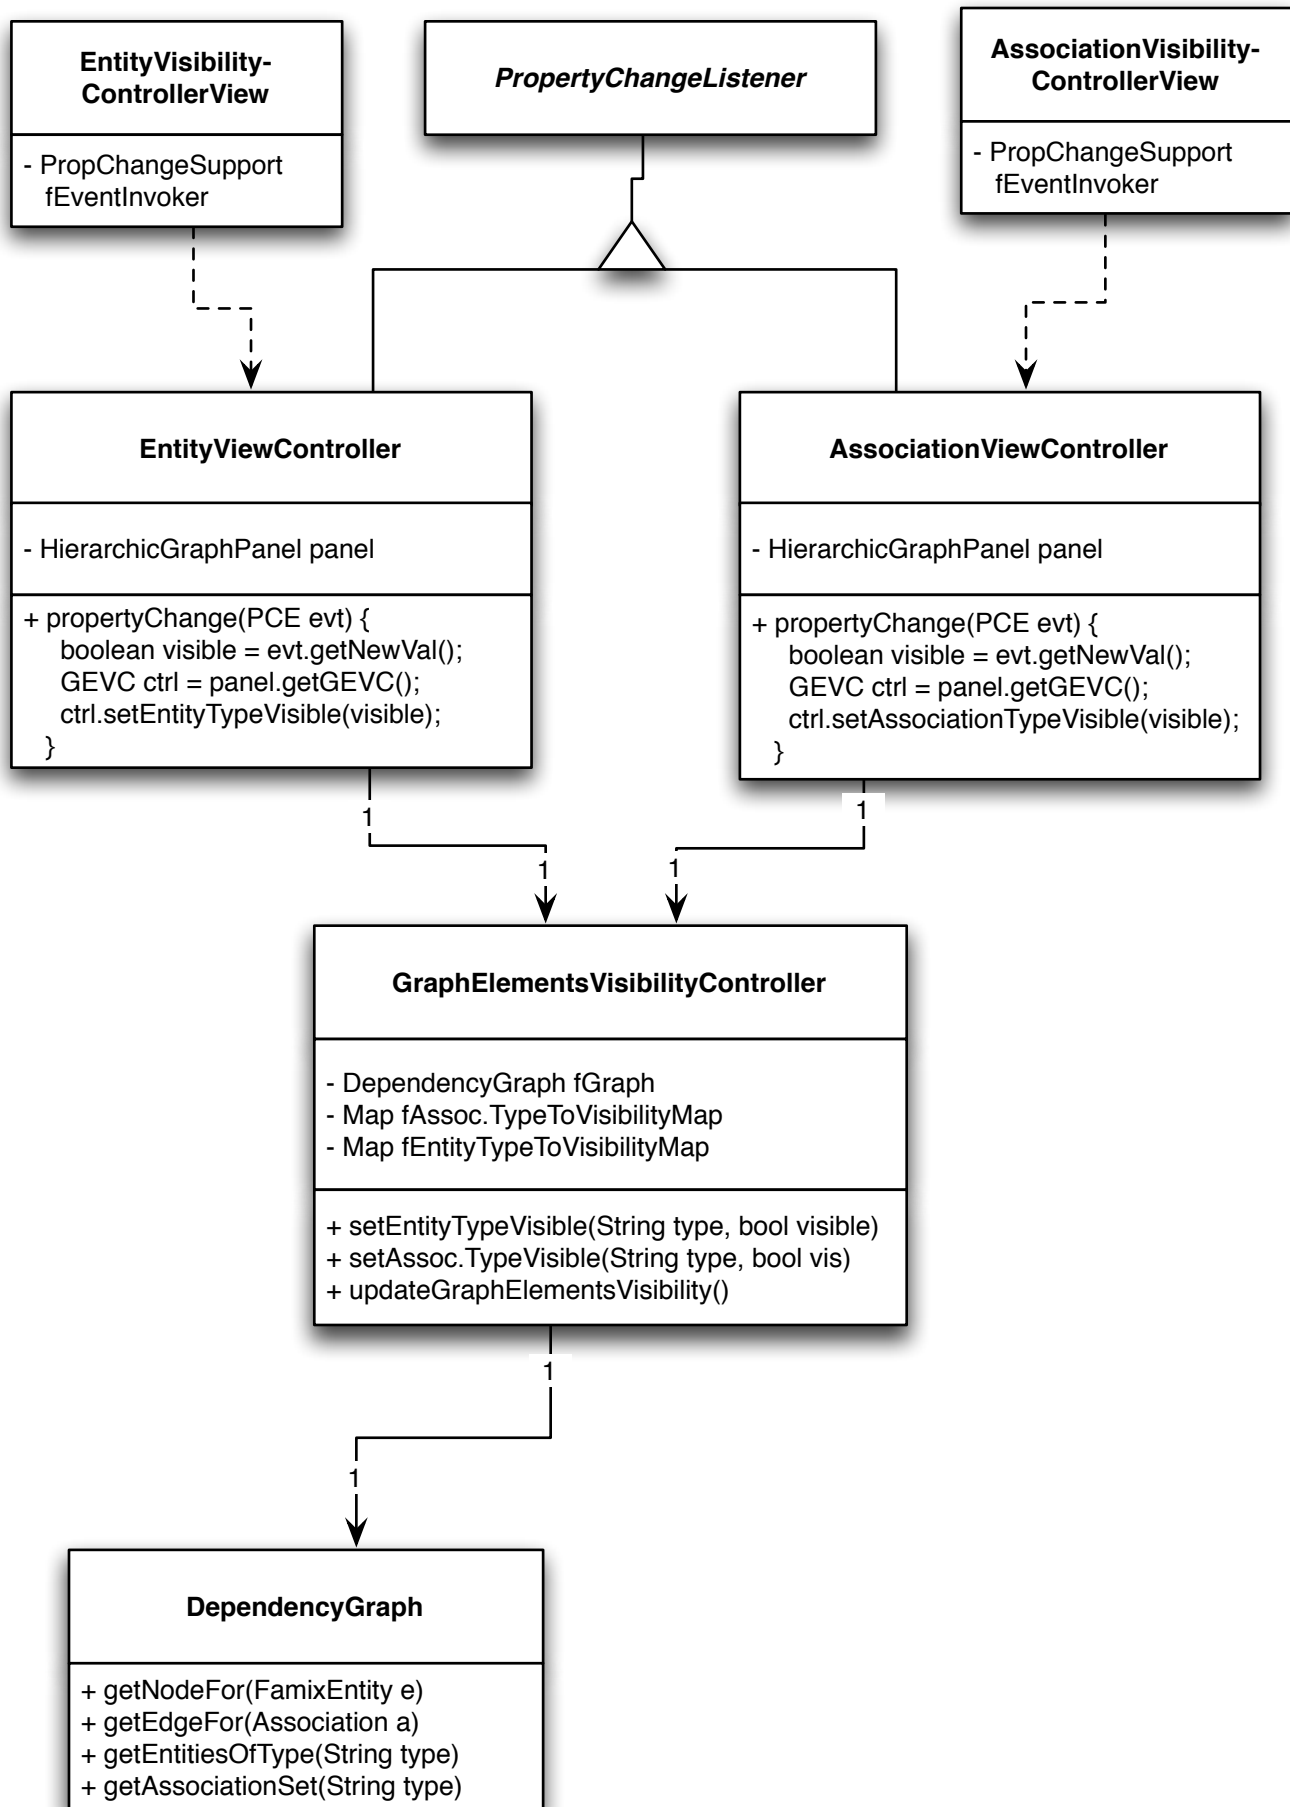 EntityVisibility-
ControllerView
- PropChangeSupport
fEventInvoker
PropertyChangeListener
AssociationVisibility-
ControllerView
- PropChangeSupport
fEventInvoker
EntityViewController
- HierarchicGraphPanel panel
+ propertyChange(PCE evt) {
boolean visible = evt.getNewVal();
GEVC ctrl = panel.getGEVC();
ctrl.setEntityTypeVisible(visible);
}
AssociationViewController
- HierarchicGraphPanel panel
+ propertyChange(PCE evt) {
boolean visible = evt.getNewVal();
GEVC ctrl = panel.getGEVC();
ctrl.setAssociationTypeVisible(visible);
}
1
1
1
1
GraphElementsVisibilityController
- DependencyGraph fGraph
- Map fAssoc.TypeToVisibilityMap
- Map fEntityTypeToVisibilityMap
+ setEntityTypeVisible(String type, bool visible)
+ setAssoc.TypeVisible(String type, bool vis)
+ updateGraphElementsVisibility()
1
1
DependencyGraph
+ getNodeFor(FamixEntity e)
+ getEdgeFor(Association a)
+ getEntitiesOfType(String type)
+ getAssociationSet(String type)